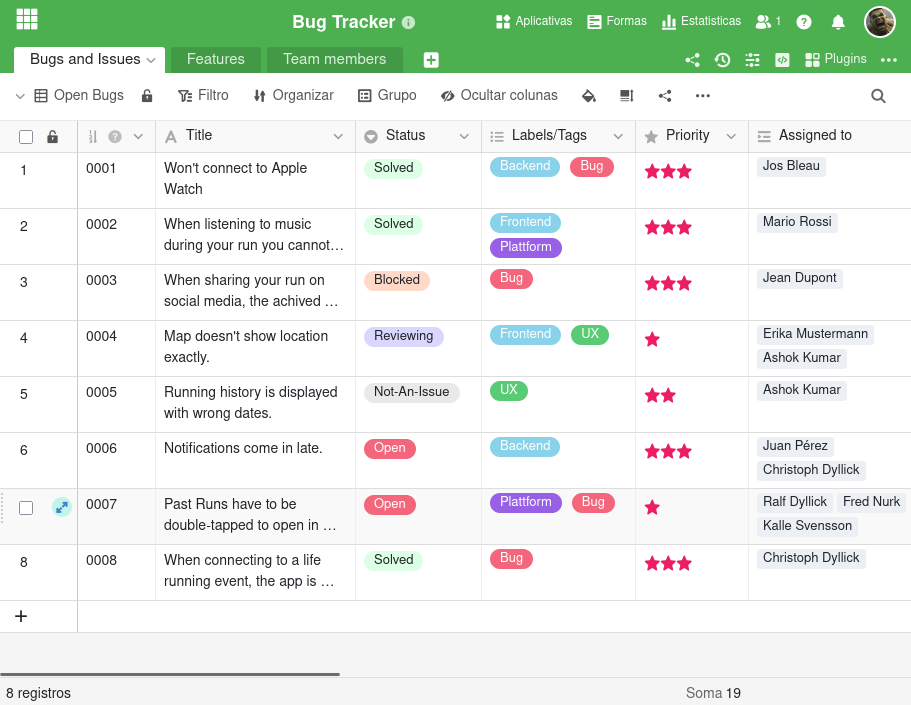 Bug Tracker
Aplicativas Formas Estatisticas 1
Bugs and Issues Features Team members Plugins
Open Bugs Filtro Organizar Grupo Ocultar colunas
Title Status Labels/Tags Priority Assigned to
1 0001 Won't connect to Apple Solved Backend Bug Jos Bleau
Watch
2 0002 When listening to music Solved Frontend Mario Rossi
during your run you cannot... Plattform
3 0003 When sharing your run on Blocked Bug Jean Dupont
social media, the achived ...
4 0004 Map doesn't show location Reviewing Frontend UX Erika Mustermann
exactly. Ashok Kumar
5 0005 Running history is displayed Not-An-Issue UX Ashok Kumar
with wrong dates.
6 0006 Notifications come in late. Open Backend Juan Pérez
Christoph Dyllick
0007 Past Runs have to be Open Plattform Bug Ralf Dyllick Fred Nurk
double-tapped to open in ... Kalle Svensson
8 0008 When connecting to a life Solved Bug Christoph Dyllick
running event, the app is ...
8 registros Soma 19